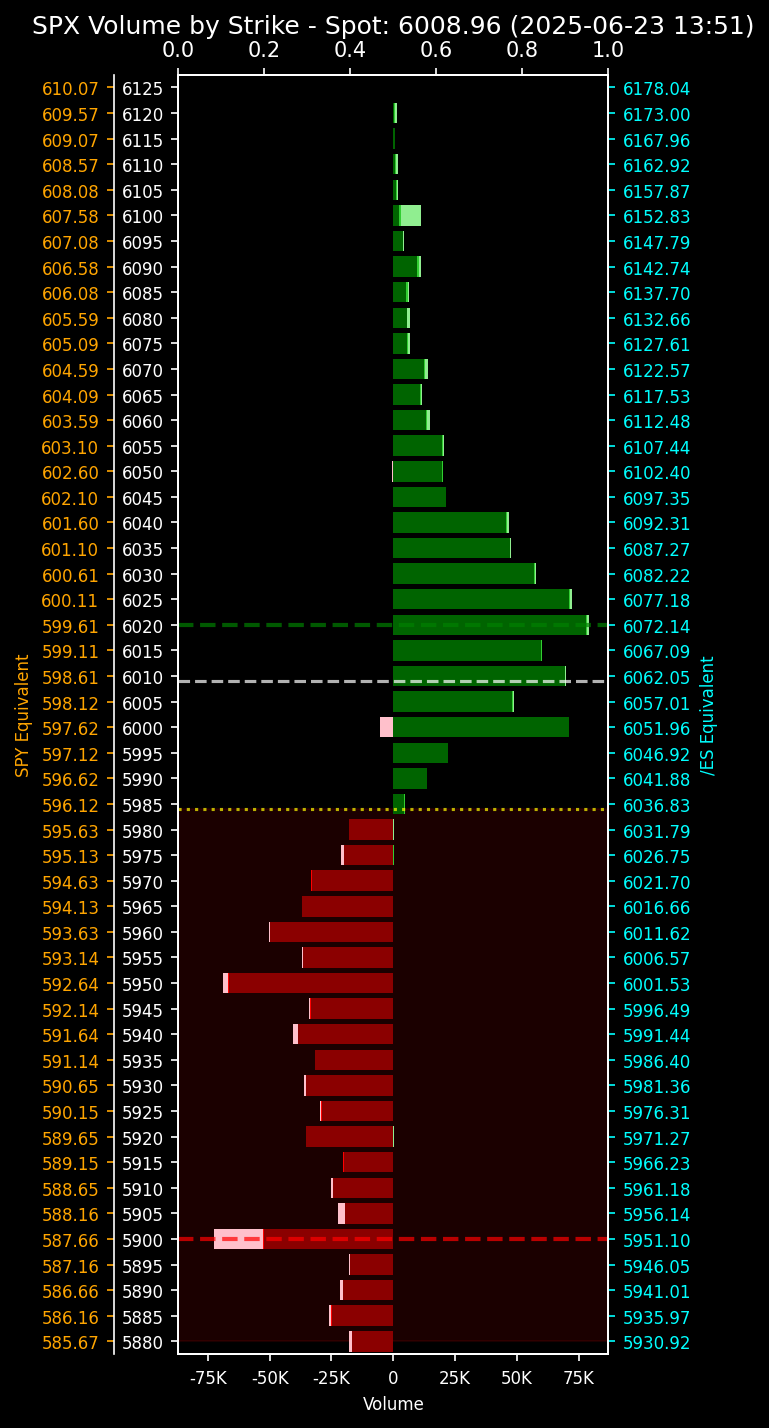 SPX Volume by Strike - Spot: 6008.96 (2025-06-23 13:51)
0.0 0.2 0.4 0.6 0.8 1.0
610.07 6125 6178.04
609.57 6120 6173.00
609.07 6115 6167.96
608.57 6110 6162.92
608.08 6105 6157.87
607.58 6100 6152.83
607.08 6095 6147.79
606.58 6090 6142.74
606.08 6085 6137.70
605.59 6080 6132.66
605.09 6075 6127.61
604.59 6070 6122.57
604.09 6065 6117.53
603.59 6060 6112.48
603.10 6055 6107.44
602.60 6050 6102.40
602.10 6045 6097.35
601.60 6040 6092.31
601.10 6035 6087.27
600.61 6030 6082.22
600.11 6025 6077.18
599.61 6020 6072.14
599.11 6015 6067.09
598.61 6010 6062.05
598.12 6005 6057.01
597.62 6000 6051.96
597.12 5995 6046.92
596.62 5990 6041.88
596.12 5985 6036.83
595.63 5980 6031.79
595.13 5975 6026.75
594.63 5970 6021.70
594.13 5965 6016.66
593.63 5960 6011.62
593.14 5955 6006.57
592.64 5950 6001.53
592.14 5945 5996.49
591.64 5940 5991.44
591.14 5935 5986.40
590.65 5930 5981.36
590.15 5925 5976.31
589.65 5920 5971.27
589.15 5915 5966.23
588.65 5910 5961.18
588.16 5905 5956.14
587.66 5900 5951.10
587.16 5895 5946.05
586.66 5890 5941.01
586.16 5885 5935.97
585.67 5880 5930.92
SPY Equivalent
/ES Equivalent
-75K -50K -25K 0 25K 50K 75K
Volume